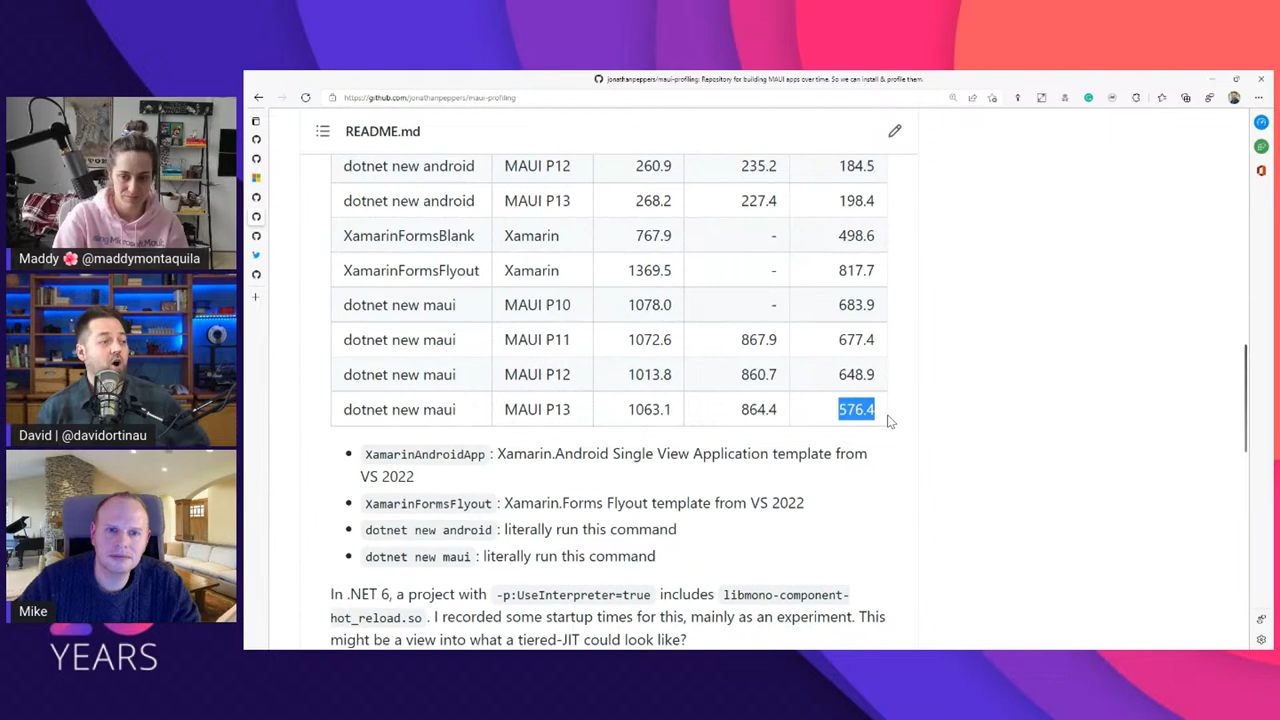 jonathanpeppers/maui-profiling: Repository for building MAUI apps over time. So we can install & profile them.
https://github.com/jonathanpeppers/maui-profiling
README.md
dotnet new android MAUI P12 260.9 235.2 184.5
dotnet new android MAUI P13 268.2 227.4 198.4
XamarinFormsBlank Xamarin 767.9 - 498.6
XamarinFormsFlyout Xamarin 1369.5 - 817.7
dotnet new maui MAUI P10 1078.0 - 683.9
dotnet new maui MAUI P11 1072.6 867.9 677.4
dotnet new maui MAUI P12 1013.8 860.7 648.9
dotnet new maui MAUI P13 1063.1 864.4 576.4
XamarinAndroidApp : Xamarin.Android Single View Application template from
VS 2022
XamarinFormsFlyout : Xamarin.Forms Flyout template from VS 2022
dotnet new android : literally run this command
dotnet new maui : literally run this command
In .NET 6, a project with -p:UseInterpreter=true includes libmono-component-
hot_reload.so . I recorded some startup times for this, mainly as an experiment. This
might be a view into what a tiered-JIT could look like?
Maddy 🌸 @maddymontaquila
David | @davidortinau
Mike
YEARS